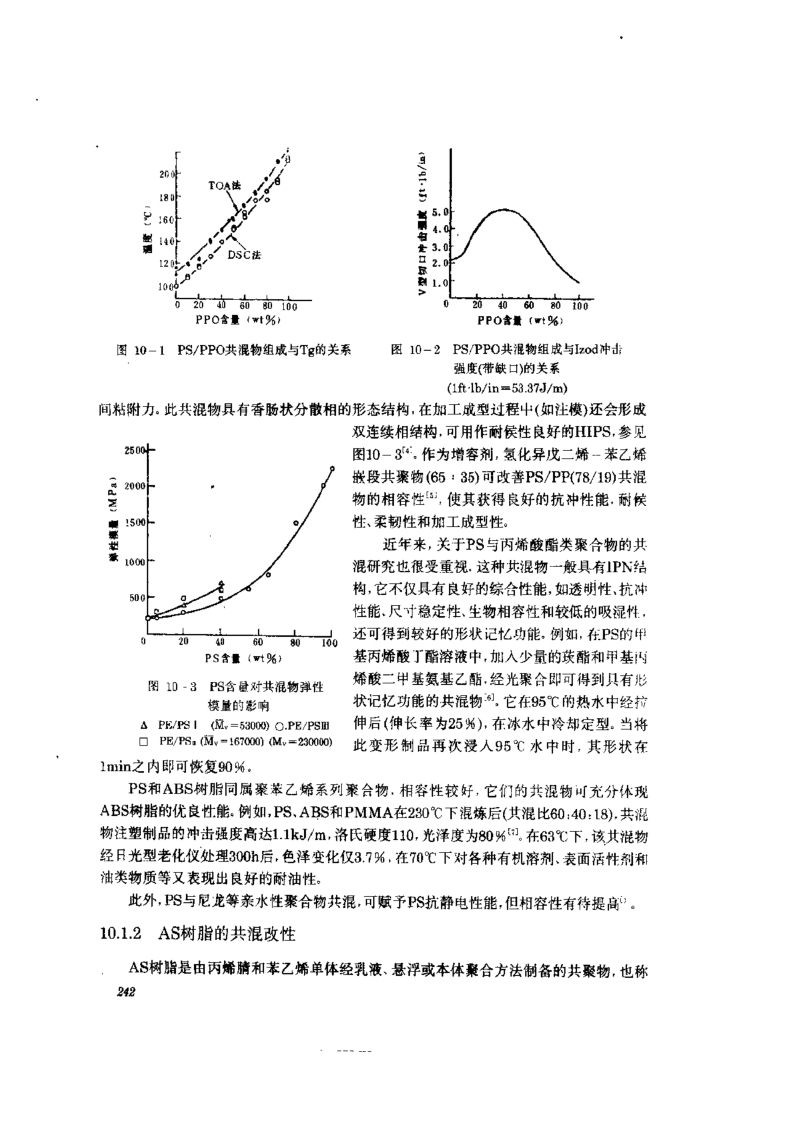 温度 (℃)
200
180
160
140
120
100
TOA法
DSC法
0 20 40 60 80 100
PPO含量 (wt%)
图 10-1 PS/PPO共混物组成与Tg的关系
V型切口冲击强度 (ft·lb/in)
5.0
4.0
3.0
2.0
1.0
0 20 40 60 80 100
PPO含量 (wt%)
图 10-2 PS/PPO共混物组成与Izod冲击
强度(带缺口)的关系
(1ft·lb/in=53.37J/m)
间粘附力。此共混物具有香肠状分散相的形态结构,在加工成型过程中(如注模)还会形成
双连续相结构,可用作耐侯性良好的HIPS,参见
图10-3[4]。作为增容剂,氢化异戊二烯-苯乙烯
嵌段共聚物(65:35)可改善PS/PP(78/19)共混
物的相容性[5],使其获得良好的抗冲性能.耐候
性、柔韧性和加工成型性。
近年来,关于PS与丙烯酸酯类聚合物的共
混研究也很受重视.这种共混物一般具有IPN结
构,它不仅具有良好的综合性能,如透明性、抗冲
性能、尺寸稳定性、生物相容性和较低的吸湿性,
还可得到较好的形状记忆功能。例如,在PS的甲
基丙烯酸丁酯溶液中,加入少量的羰酯和甲基丙
烯酸二甲基氨基乙酯,经光聚合即可得到具有形
状记忆功能的共混物[6]。它在95℃的热水中经拉
伸后(伸长率为25%),在冰水中冷却定型。当将
此变形制品再次浸入95℃水中时,其形状在
弹性模量 (MPa)
2500
2000
1500
1000
500
0 20 40 60 80 100
PS含量 (wt%)
图 10-3 PS含量对共混物弹性
模量的影响
△ PE/PSⅠ (M̄v=53000) ○.PE/PSⅢ
□ PE/PSⅡ (M̄v=167000) (Mv=230000)
1min之内即可恢复90%。
PS和ABS树脂同属聚苯乙烯系列聚合物,相容性较好,它们的共混物可充分体现
ABS树脂的优良性能。例如,PS、ABS和PMMA在230℃下混炼后(其混比60:40:18),共混
物注塑制品的冲击强度高达1.1kJ/m,洛氏硬度110,光泽度为80%[7]。在63℃下,该共混物
经日光型老化仪处理300h后,色泽变化仅3.7%,在70℃下对各种有机溶剂、表面活性剂和
油类物质等又表现出良好的耐油性。
此外,PS与尼龙等亲水性聚合物共混,可赋予PS抗静电性能,但相容性有待提高。
10.1.2 AS树脂的共混改性
AS树脂是由丙烯腈和苯乙烯单体经乳液、悬浮或本体聚合方法制备的共聚物,也称
242